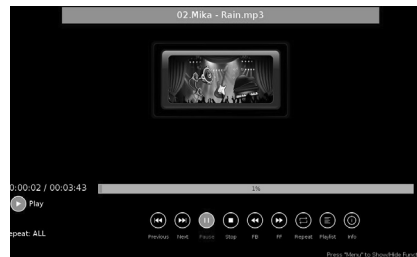 02.Mika - Rain.mp3
0:00:02 / 00:03:43
1%
Play
Previous Next Pause Stop FB FF Repeat Playlist Info
epeat: ALL
Press "Menu" to Show/Hide Func